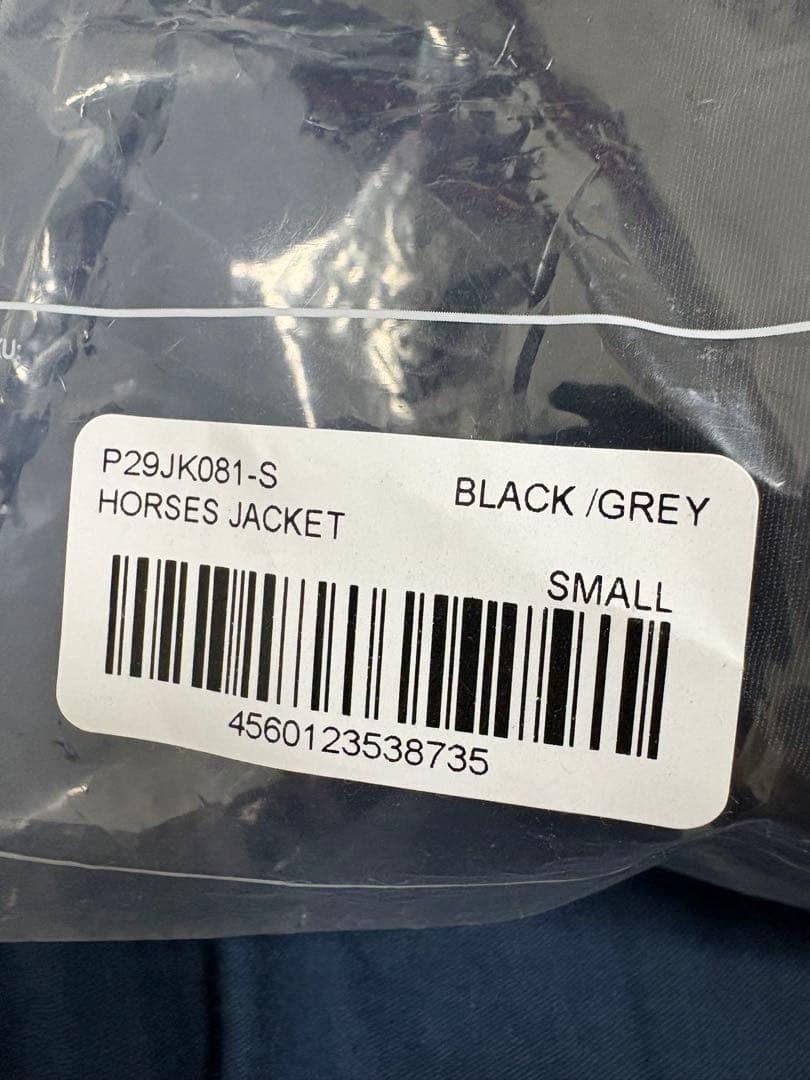 P29JK081-S
HORSES JACKET
BLACK /GREY
SMALL
4560123538735